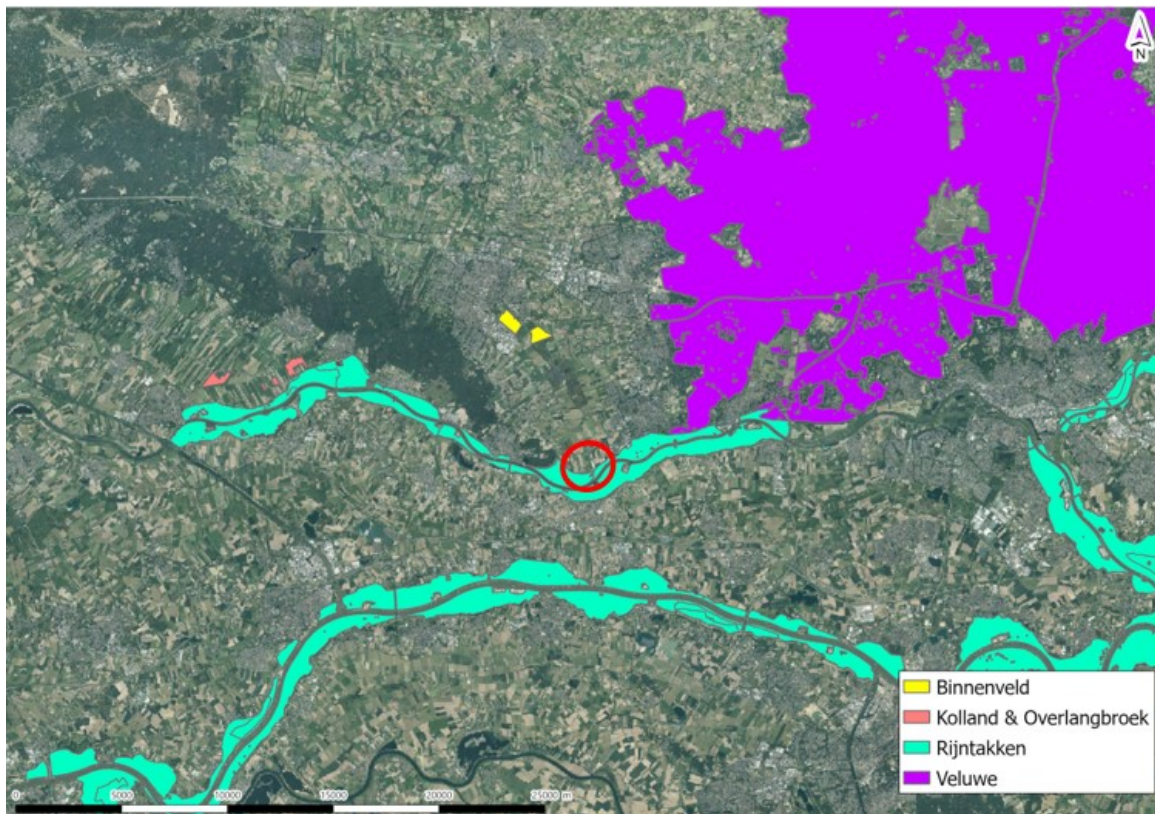 N
Binnenveld
Kolland & Overlangbroek
Rijntakken
Veluwe
0 5000 10000 15000 20000 25000 m